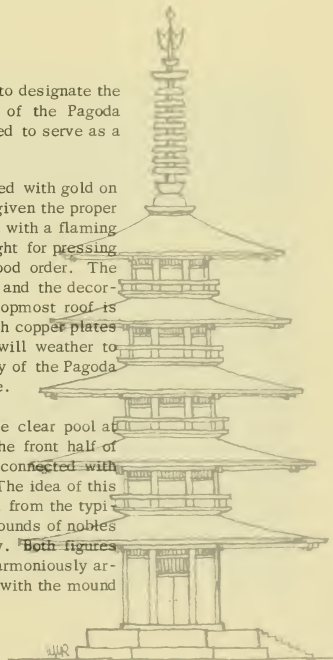 to designate the
of the Pagoda
ed to serve as a
ed with gold on
given the proper
with a flaming
ght for pressing
ood order. The
and the decor-
opmost roof is
h copper plates
will weather to
y of the Pagoda
e.
e clear pool at
he front half of
connected with
The idea of this
from the typi-
ounds of nobles
y. Both figures
armoniously ar-
with the mound